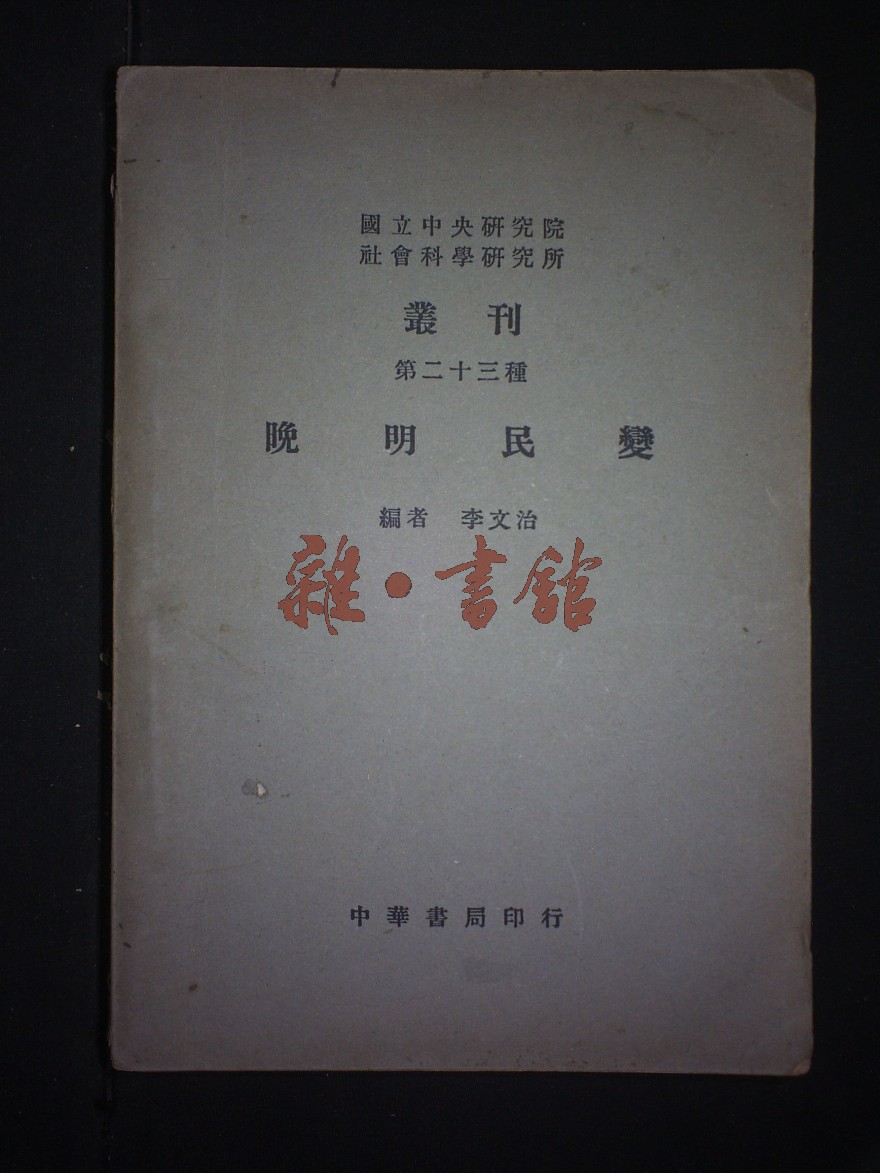 國立中央研究院
社會科學研究所
叢刊
第二十三種
晚明民變
編者 李文治
雜·書館
中華書局印行